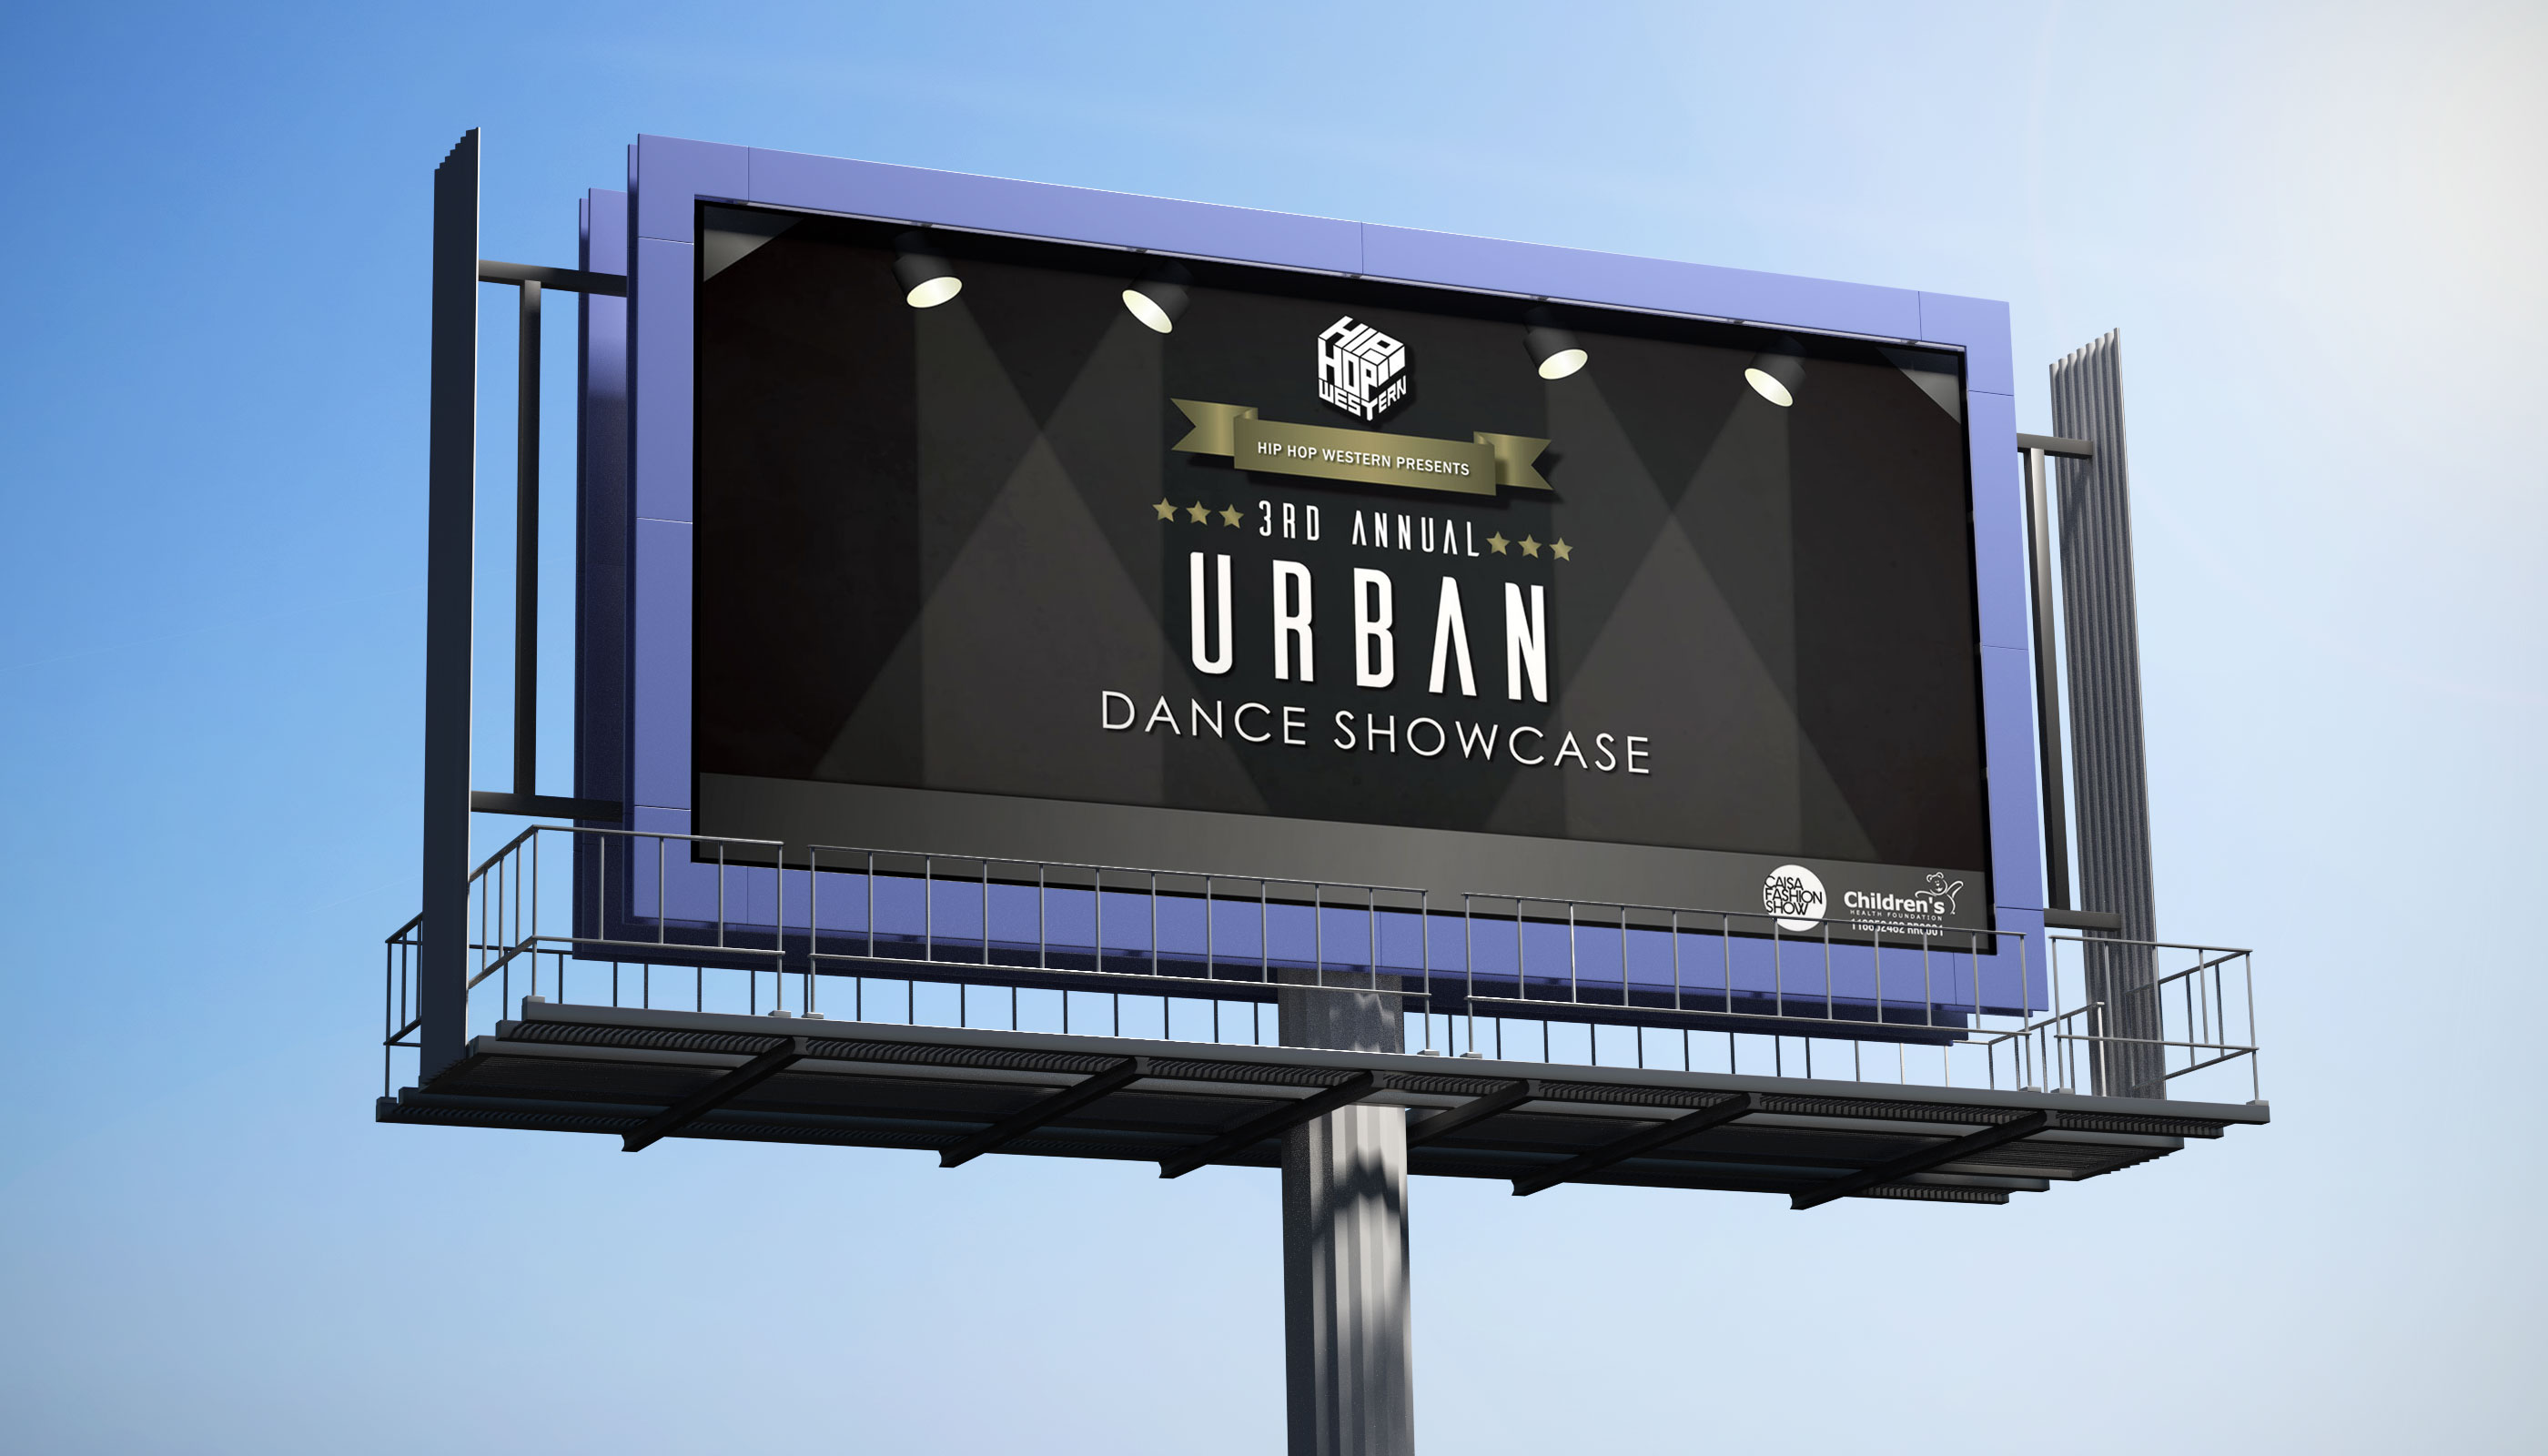 HIP
HOP
WESTERN
HIP HOP WESTERN PRESENTS
3RD ANNUAL
URBAN
DANCE SHOWCASE
CAISA
FASHION
SHOW
Children's
HEALTH FOUNDATION